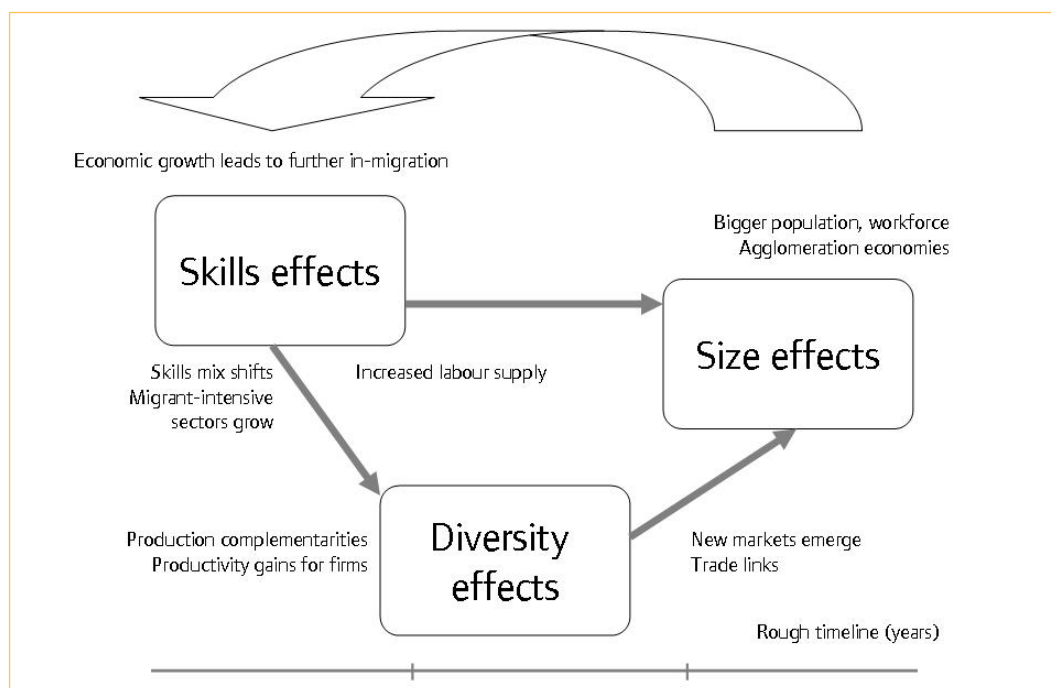 Economic growth leads to further in-migration
Skills effects
Bigger population, workforce
Agglomeration economies
Size effects
Skills mix shifts
Migrant-intensive
sectors grow
Increased labour supply
Production complementarities
Productivity gains for firms
Diversity
effects
New markets emerge
Trade links
Rough timeline (years)